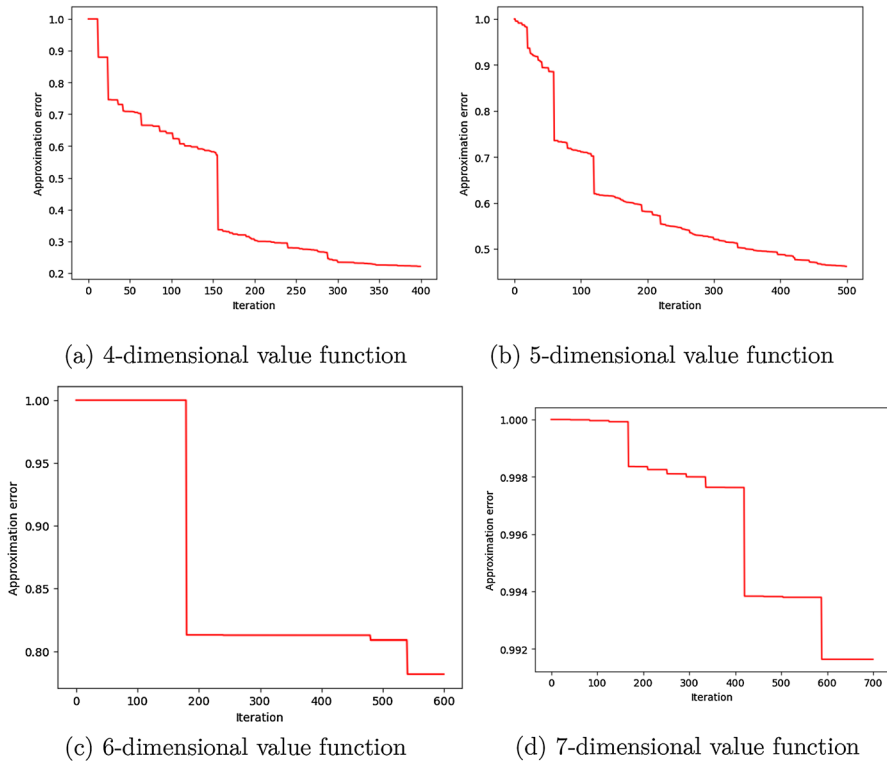 1.0
0.9
0.8
0.7
0.6
0.5
0.4
0.3
0.2
Approximation error
0 50 100 150 200 250 300 350 400
Iteration
(a) 4-dimensional value function
1.0
0.9
0.8
0.7
0.6
0.5
Approximation error
0 100 200 300 400 500
Iteration
(b) 5-dimensional value function
1.00
0.95
0.90
0.85
0.80
Approximation error
0 100 200 300 400 500 600
Iteration
(c) 6-dimensional value function
1.000
0.998
0.996
0.994
0.992
Approximation error
0 100 200 300 400 500 600 700
Iteration
(d) 7-dimensional value function